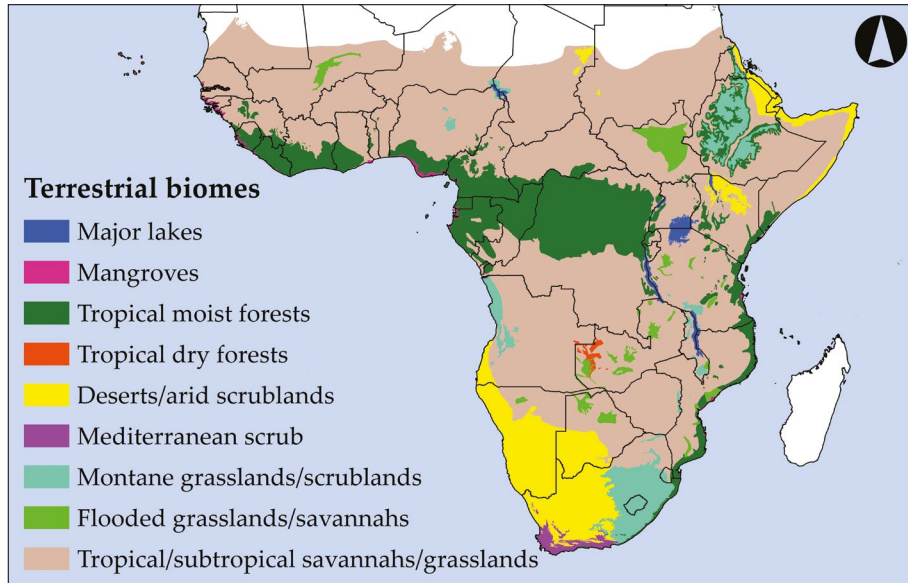 Terrestrial biomes
Major lakes
Mangroves
Tropical moist forests
Tropical dry forests
Deserts/arid scrublands
Mediterranean scrub
Montane grasslands/scrublands
Flooded grasslands/savannahs
Tropical/subtropical savannahs/grasslands